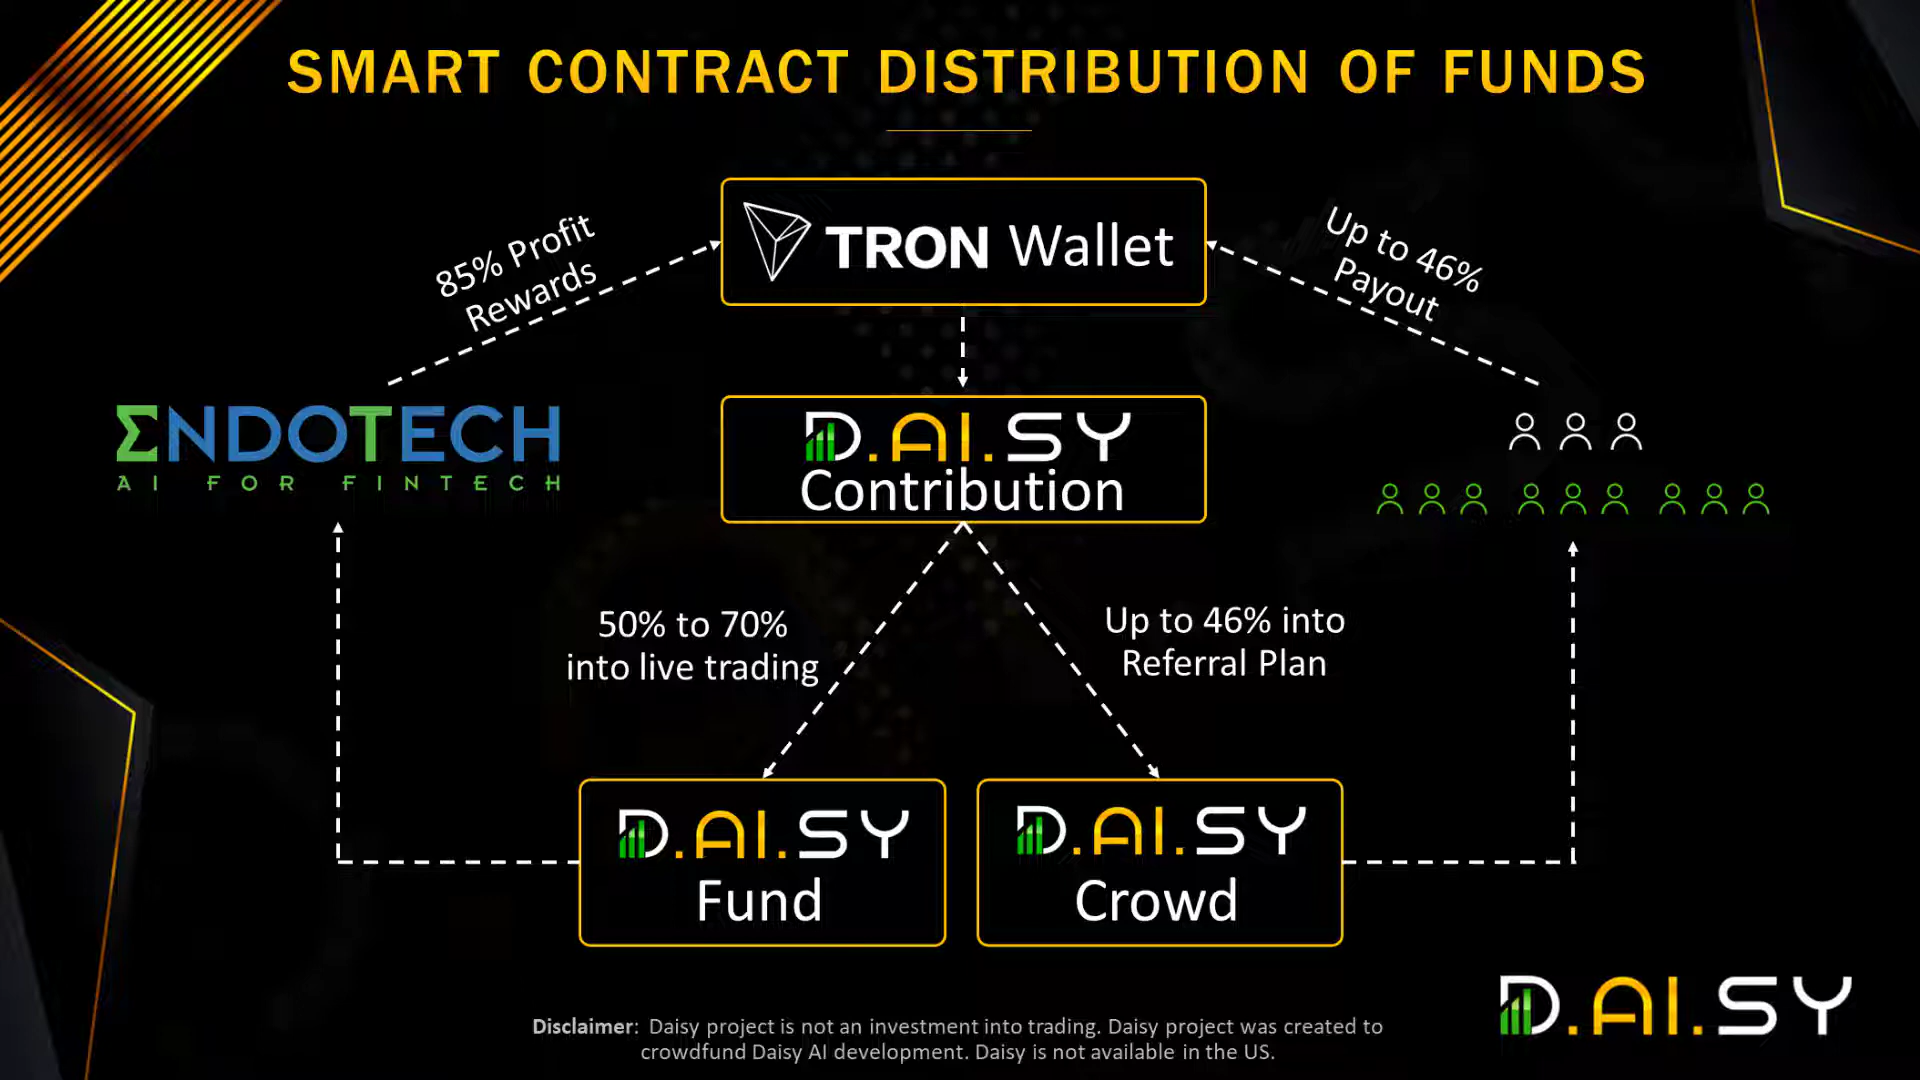 SMART CONTRACT DISTRIBUTION OF FUNDS
TRON Wallet
85% Profit
Rewards
Up to 46%
Payout
ΣNDOTECH
AI FOR FINTECH
D.AI.SY
Contribution
50% to 70%
into live trading
Up to 46% into
Referral Plan
D.AI.SY
Fund
D.AI.SY
Crowd
D.AI.SY
Disclaimer: Daisy project is not an investment into trading. Daisy project was created to
crowdfund Daisy AI development. Daisy is not available in the US.